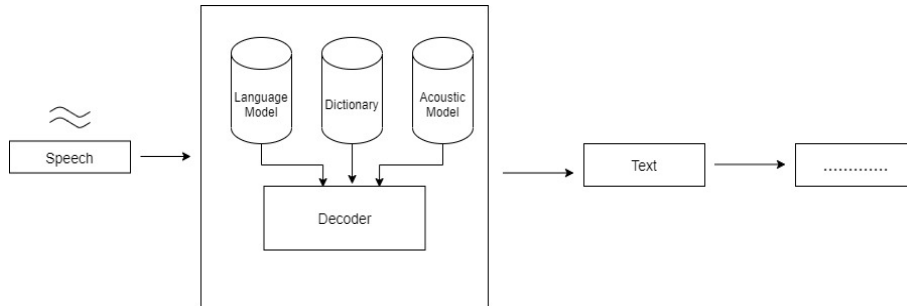 Language
Model
Dictionary
Acoustic
Model
Speech
Decoder
Text
.............